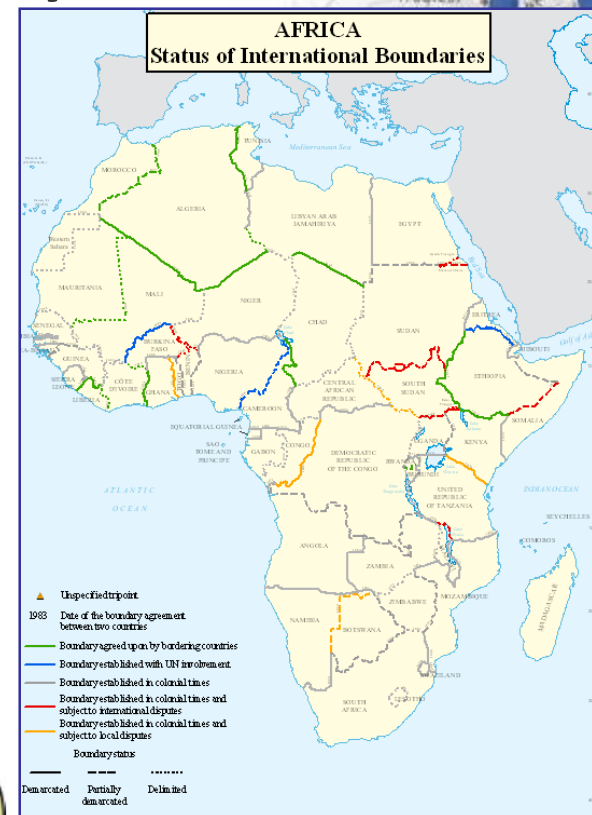 AFRICA
Status of International Boundaries
Mediterranean Sea
TUNISIA
MOROCCO
ALGERIA
LIBYAN ARAB
JAMAHIRIYA
EGYPT
Western
Sahara
Red Sea
MAURITANIA
MALI
NIGER
CHAD
SUDAN
ERITREA
SENEGAL
DJIBOUTI
Gulf of
BURKINA
FASO
GUINEA
NIGERIA
ETHIOPIA
SIERRA
LEONE
CÔTE
D'IVOIRE
GHANA
CENTRAL
AFRICAN
REPUBLIC
SOUTH
SUDAN
LIBERIA
CAMEROON
SOMALIA
EQUATORIAL GUINEA
UGANDA
KENYA
SAO
TOME AND
PRINCIPE
GABON
CONGO
DEMOCRATIC
REPUBLIC
OF THE CONGO
BURUNDI
ATLANTIC
OCEAN
UNITED
REPUBLIC
OF TANZANIA
INDIAN OCEAN
SEYCHELLES
COMOROS
ANGOLA
ZAMBIA
MOZAMBIQUE
ZIMBABWE
MADAGASCAR
NAMIBIA
BOTSWANA
SWAZILAND
LESOTHO
SOUTH
AFRICA
Unspecified tripoint
1983 Date of the boundary agreement
between two countries
Boundary agreed upon by bordering countries
Boundary established with UN involvement
Boundary established in colonial times
Boundary established in colonial times and
subject to international disputes
Boundary established in colonial times and
subject to local disputes
Boundary status
Demarcated Partially
demarcated Delimited